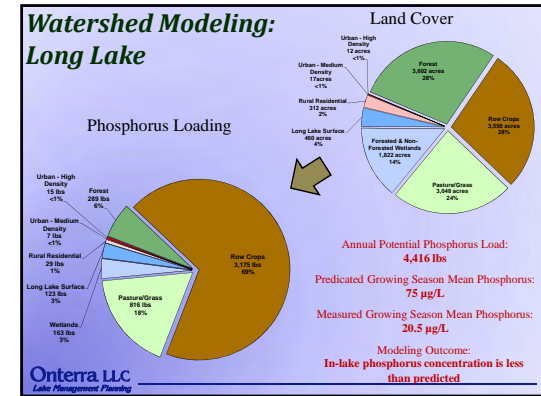 Watershed Modeling:
Long Lake
Land Cover
Urban - High
Density
12 acres
<1%
Urban - Medium
Density
17acres
<1%
Rural Residential
312 acres
2%
Long Lake Surface
460 acres
4%
Forested & Non-
Forested Wetlands
1,822 acres
14%
Forest
3,602 acres
28%
Row Crops
3,558 acres
28%
Pasture/Grass
3,048 acres
24%
Phosphorus Loading
Urban - High
Density
15 lbs
<1%
Forest
289 lbs
6%
Urban - Medium
Density
7 lbs
<1%
Rural Residential
29 lbs
1%
Long Lake Surface
123 lbs
3%
Wetlands
163 lbs
3%
Pasture/Grass
816 lbs
18%
Row Crops
3,175 lbs
69%
Annual Potential Phosphorus Load:
4,416 lbs
Predicated Growing Season Mean Phosphorus:
75 µg/L
Measured Growing Season Mean Phosphorus:
20.5 µg/L
Modeling Outcome:
In-lake phosphorus concentration is less
than predicted
Onterra, LLC
Lake Management Planning